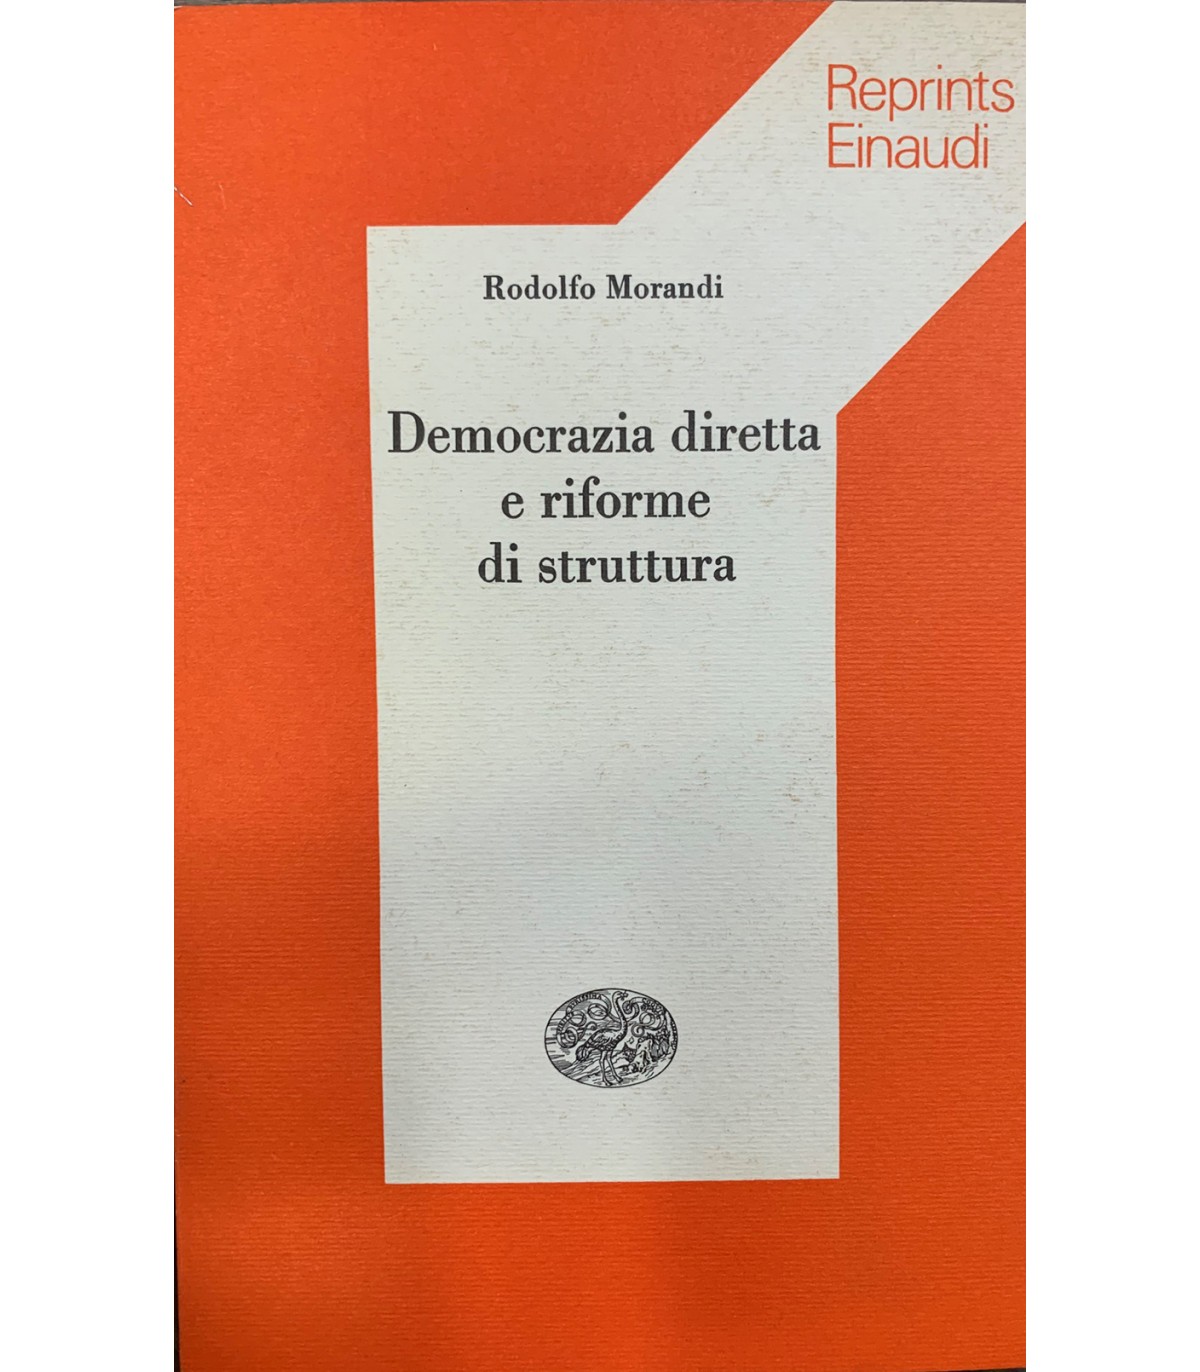 Reprints
Einaudi
Rodolfo Morandi
Democrazia diretta
e riforme
di struttura